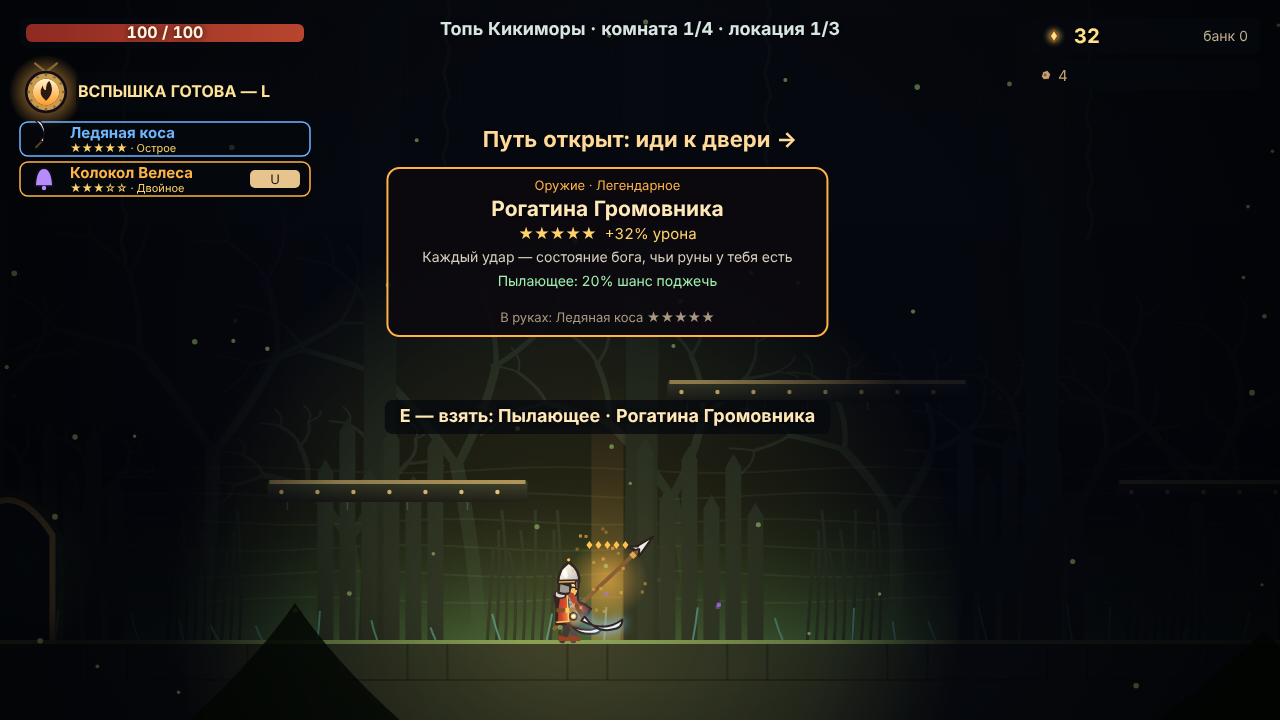 100 / 100
Топь Кикиморы · комната 1/4 · локация 1/3
32
банк 0
4
ВСПЫШКА ГОТОВА — L
Ледяная коса
★★★★★ · Острое
Колокол Велеса
★★★☆☆ · Двойное
U
Путь открыт: иди к двери →
Оружие · Легендарное
Рогатина Громовника
★★★★★ +32% урона
Каждый удар — состояние бога, чьи руны у тебя есть
Пылающее: 20% шанс поджечь
В руках: Ледяная коса ★★★★★
E — взять: Пылающее · Рогатина Громовника